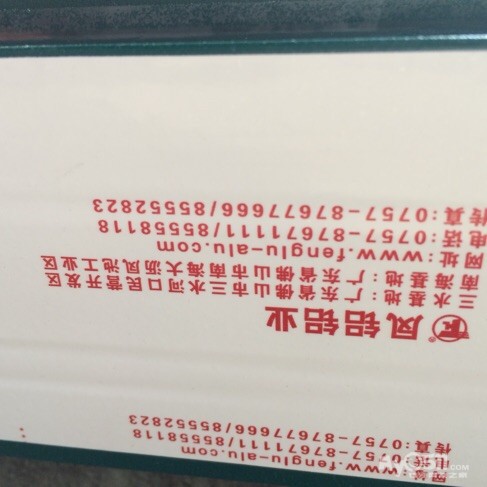 凤铝铝业
三水基地：广东省佛山市三水河口民营开发区
南海基地：广东省佛山市南海大沥凤池工业区
网址：www.fenglu-alu.com
电话：0757-87671111/85558118
传真：0757-87677666/85552823
www.fenglu-alu.com
电话：0757-87671111/85558118
传真：0757-87677666/85552823